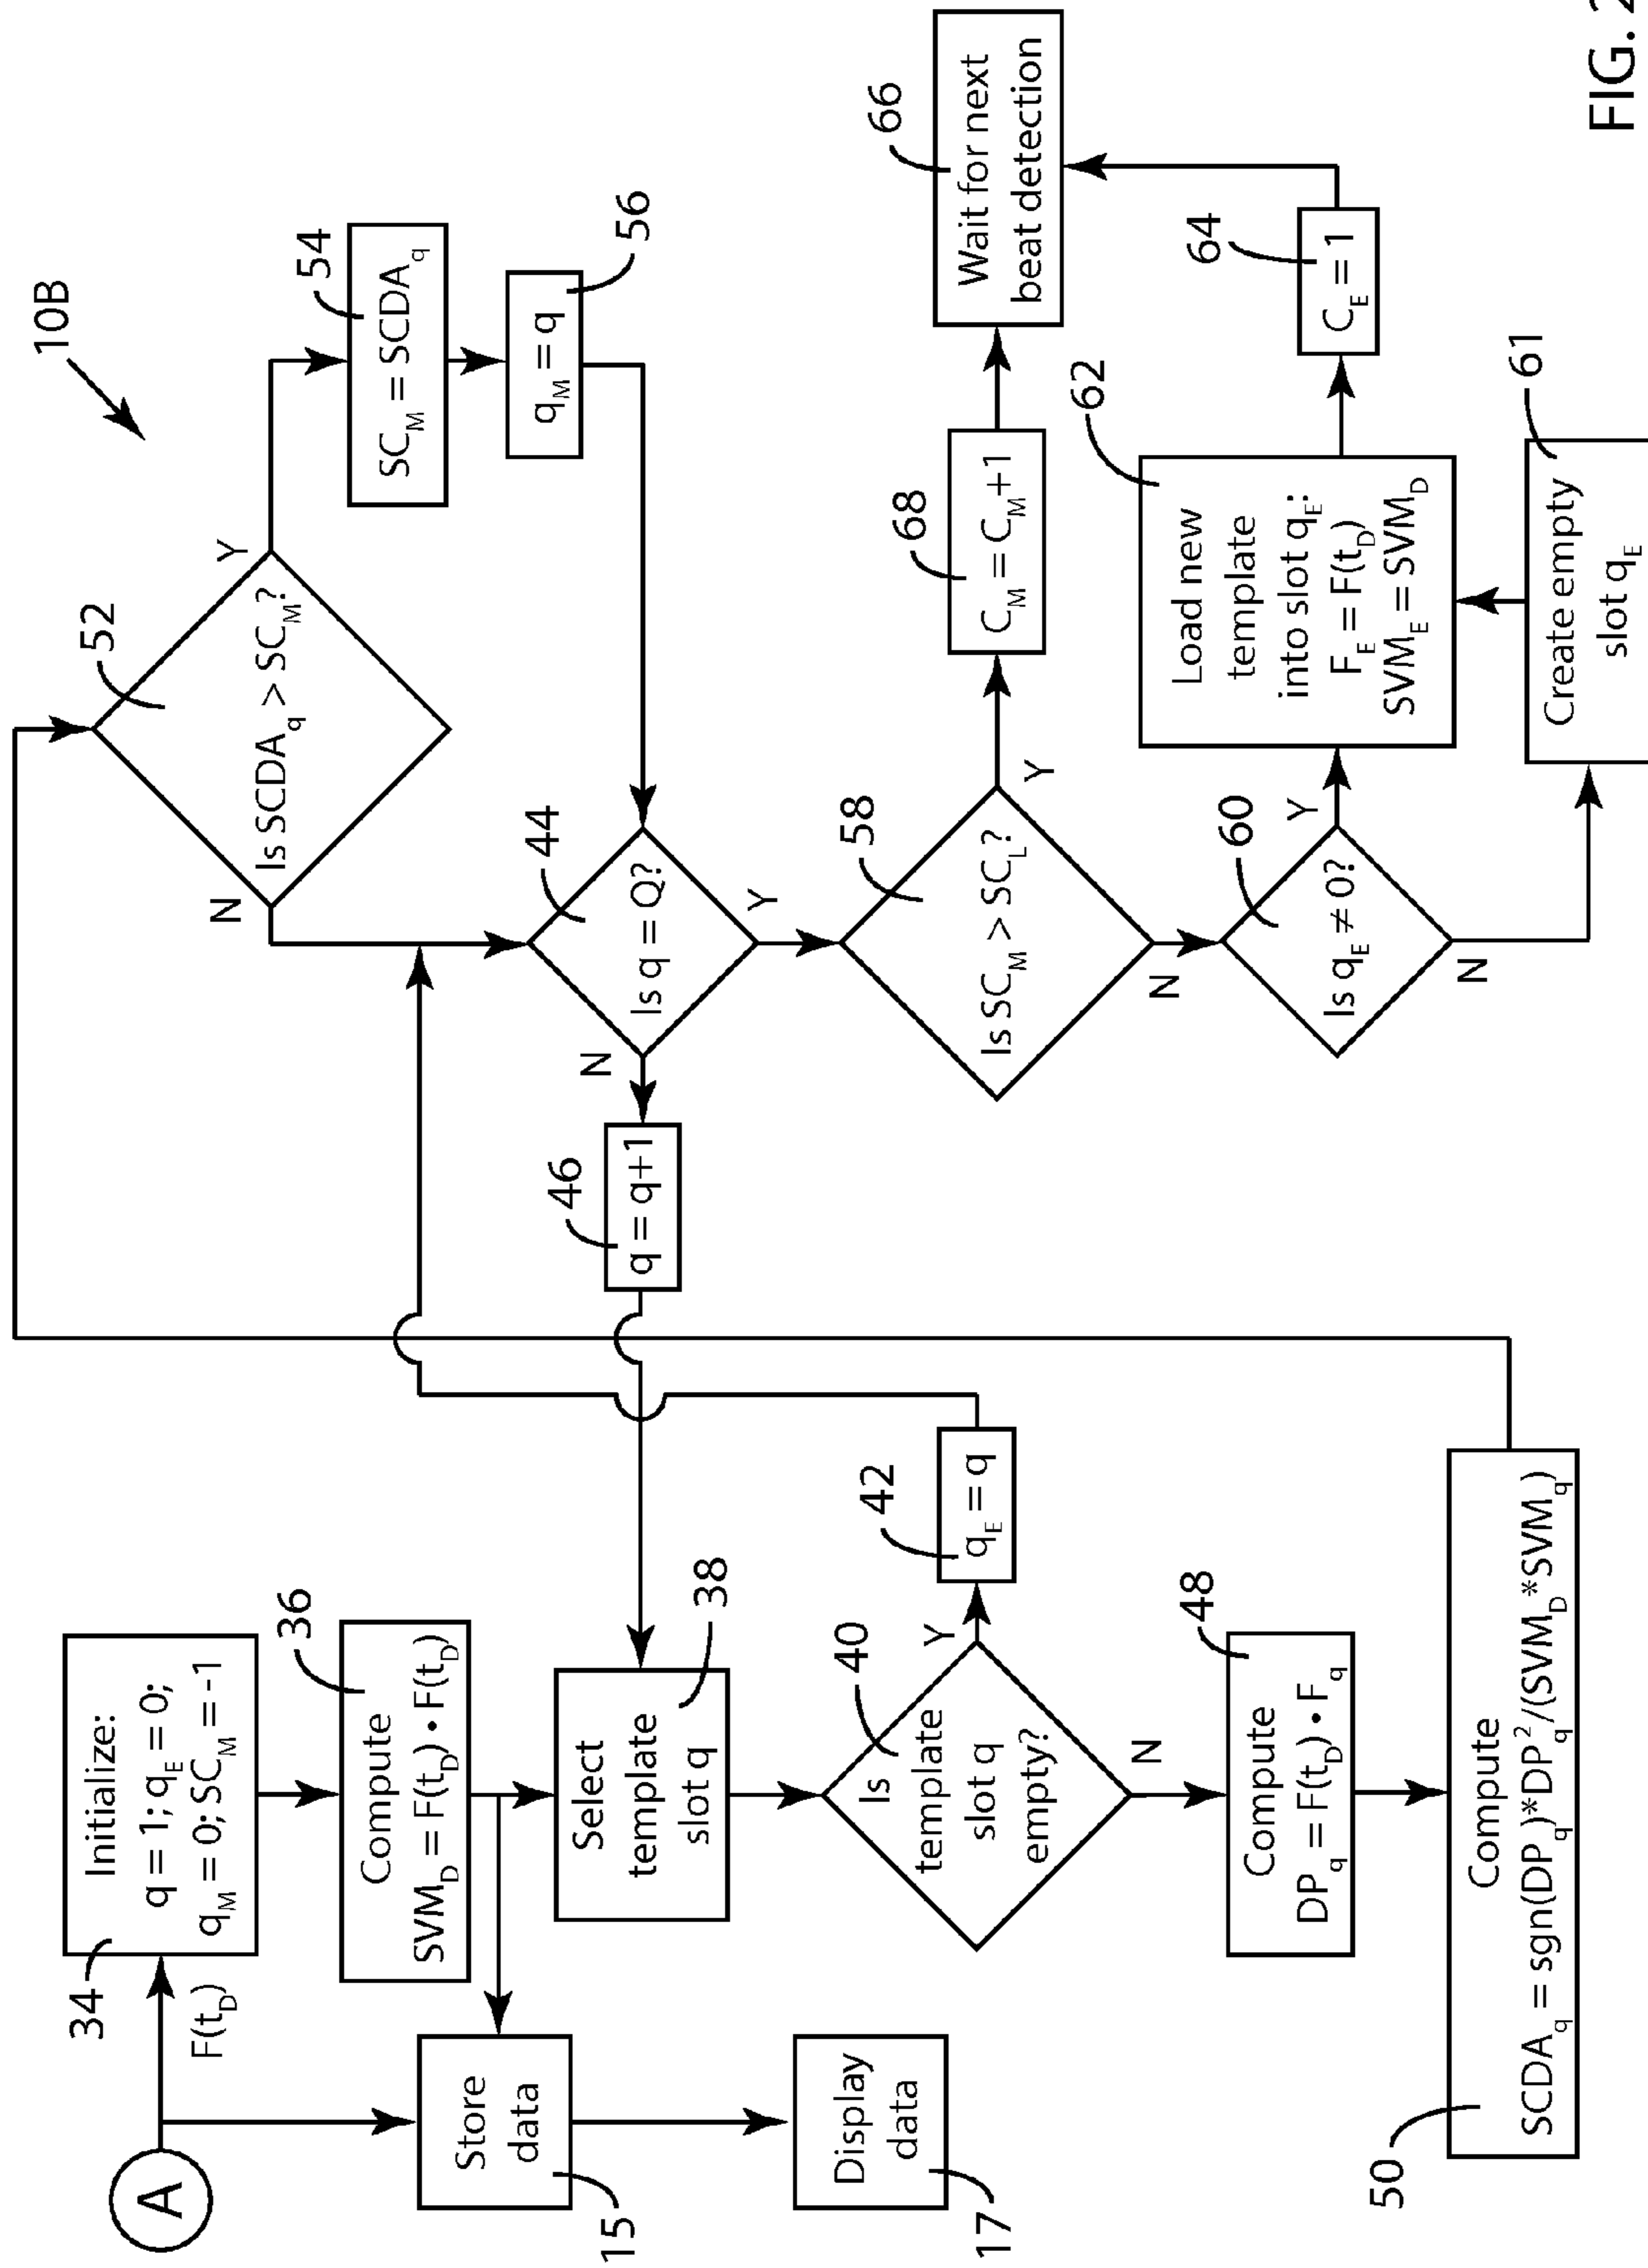 10B
A
F(t_D)
34
Initialize:
q = 1; q_E = 0;
q_M = 0; SC_M = -1
36
Compute
SVM_D = F(t_D) • F(t_D)
15
Store
data
17
Display
data
38
Select
template
slot q
40
Is
template
slot q
empty?
Y
N
42
q_E = q
48
Compute
DP_q = F(t_D) • F_q
50
Compute
SCDA_q = sgn(DP_q)*DP_q²/(SVM_D*SVM_q)
52
Is SCDA_q > SC_M?
Y
N
54
SC_M = SCDA_q
56
q_M = q
44
Is q = Q?
N
Y
46
q = q+1
58
Is SC_M > SC_L?
Y
N
68
C_M = C_M+1
66
Wait for next
beat detection
60
Is q_E ≠ 0?
Y
N
62
Load new
template
into slot q_E:
F_E = F(t_D)
SVM_E = SVM_D
64
C_E = 1
61
Create empty
slot q_E
FIG. 2